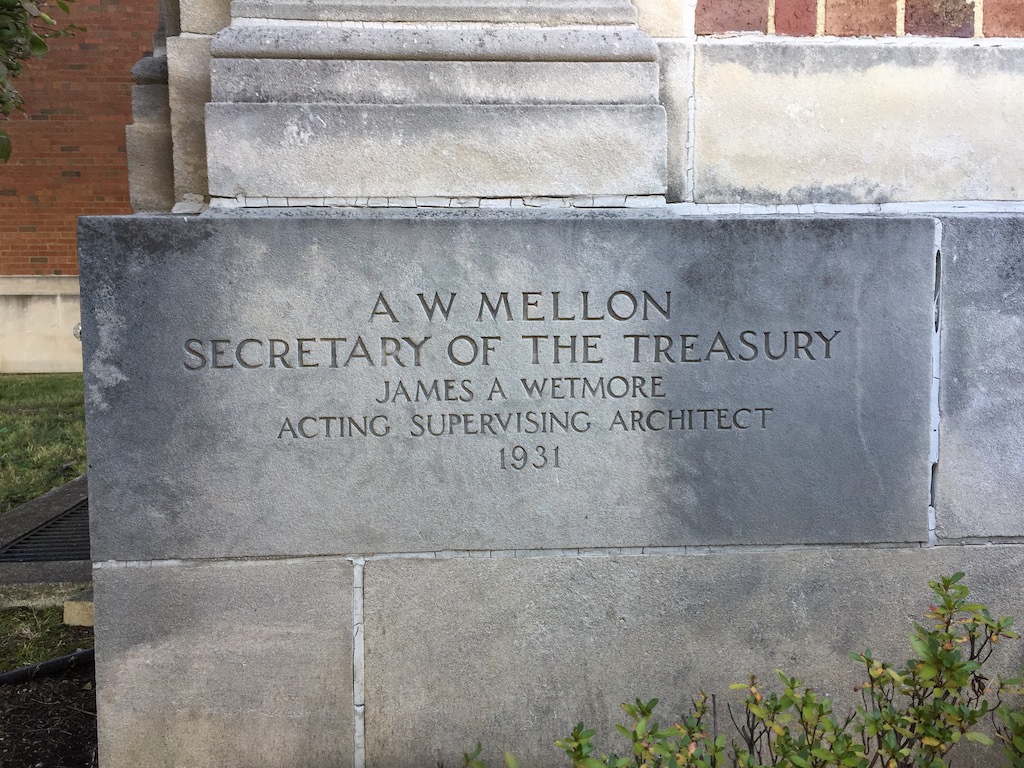 A W MELLON
SECRETARY OF THE TREASURY
JAMES A WETMORE
ACTING SUPERVISING ARCHITECT
1931